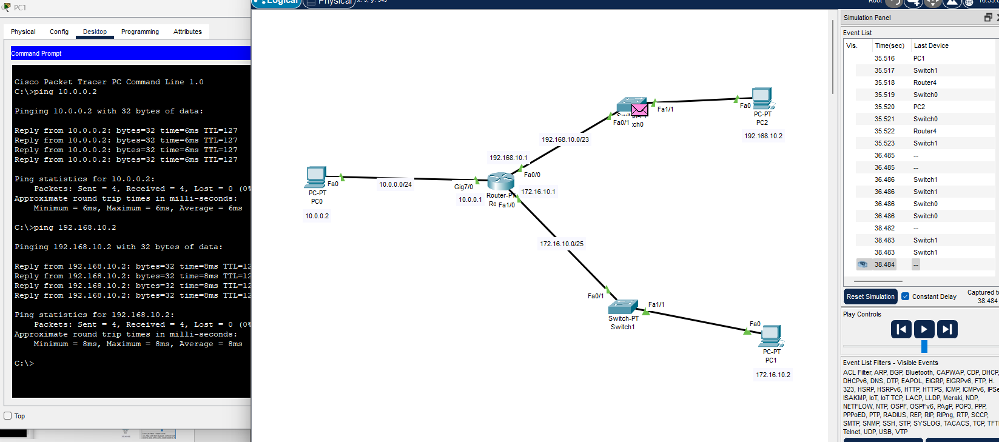 PC1
Physical Config Desktop Programming Attributes
Command Prompt
Cisco Packet Tracer PC Command Line 1.0
C:\>ping 10.0.0.2
Pinging 10.0.0.2 with 32 bytes of data:
Reply from 10.0.0.2: bytes=32 time=6ms TTL=127
Reply from 10.0.0.2: bytes=32 time=6ms TTL=127
Reply from 10.0.0.2: bytes=32 time=6ms TTL=127
Reply from 10.0.0.2: bytes=32 time=6ms TTL=127
Ping statistics for 10.0.0.2:
Packets: Sent = 4, Received = 4, Lost = 0 (0%
Approximate round trip times in milli-seconds:
Minimum = 6ms, Maximum = 6ms, Average = 6ms
C:\>ping 192.168.10.2
Pinging 192.168.10.2 with 32 bytes of data:
Reply from 192.168.10.2: bytes=32 time=8ms TTL=12
Reply from 192.168.10.2: bytes=32 time=8ms TTL=12
Reply from 192.168.10.2: bytes=32 time=8ms TTL=12
Reply from 192.168.10.2: bytes=32 time=8ms TTL=12
Ping statistics for 192.168.10.2:
Packets: Sent = 4, Received = 4, Lost = 0 (0%
Approximate round trip times in milli-seconds:
Minimum = 8ms, Maximum = 8ms, Average = 8ms
C:\>
Top
Logical Physical x: 5, y: 545
Root
Fa1/1
Fa0
PC-PT
PC2
192.168.10.2
Fa0/1
192.168.10.0/23
192.168.10.1
Fa0/0
Fa0
10.0.0.0/24
Gig7/0
PC-PT
PC0
10.0.0.2
10.0.0.1
Router-PT
172.16.10.1
Fa1/0
172.16.10.0/25
Fa0/1
Fa1/1
Switch-PT
Switch1
Fa0
PC-PT
PC1
172.16.10.2
Simulation Panel
Event List
Vis. Time(sec) Last Device
35.516 PC1
35.517 Switch1
35.518 Router4
35.519 Switch0
35.520 PC2
35.521 Switch0
35.522 Router4
35.523 Switch1
36.485 --
36.485 --
36.486 Switch1
36.486 Switch1
36.486 Switch0
36.486 Switch0
38.482 --
38.483 Switch1
38.483 Switch1
38.484 --
Reset Simulation Constant Delay Captured to
38.484
Play Controls
Event List Filters - Visible Events
ACL Filter, ARP, BGP, Bluetooth, CAPWAP, CDP, DHCP,
DHCPv6, DNS, DTP, EAPOL, EIGRP, EIGRPv6, FTP, H.
323, HSRP, HSRPv6, HTTP, HTTPS, ICMP, ICMPv6, IPSe
ISAKMP, IoT, IoT TCP, LACP, LLDP, Meraki, NDP,
NETFLOW, NTP, OSPF, OSPFv6, PAgP, POP3, PPP,
PPPoED, PTP, RADIUS, REP, RIP, RIPng, RTP, SCCP,
SMTP, SNMP, SSH, STP, SYSLOG, TACACS, TCP, TFT
Telnet, UDP, USB, VTP